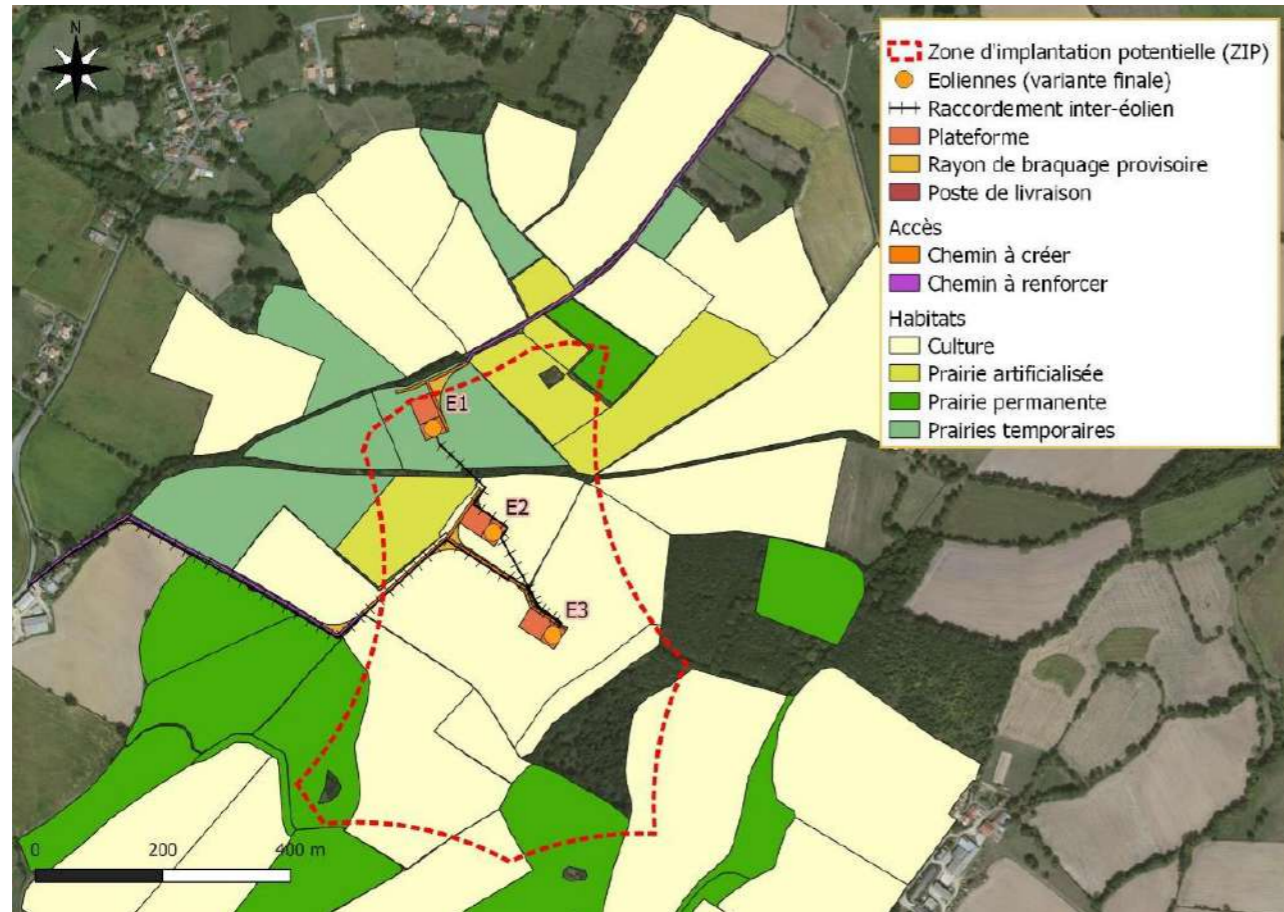 N
Zone d'implantation potentielle (ZIP)
Eoliennes (variante finale)
Raccordement inter-éolien
Plateforme
Rayon de braquage provisoire
Poste de livraison
Accès
Chemin à créer
Chemin à renforcer
Habitats
Culture
Prairie artificialisée
Prairie permanente
Prairies temporaires
E1
E2
E3
0 200 400 m